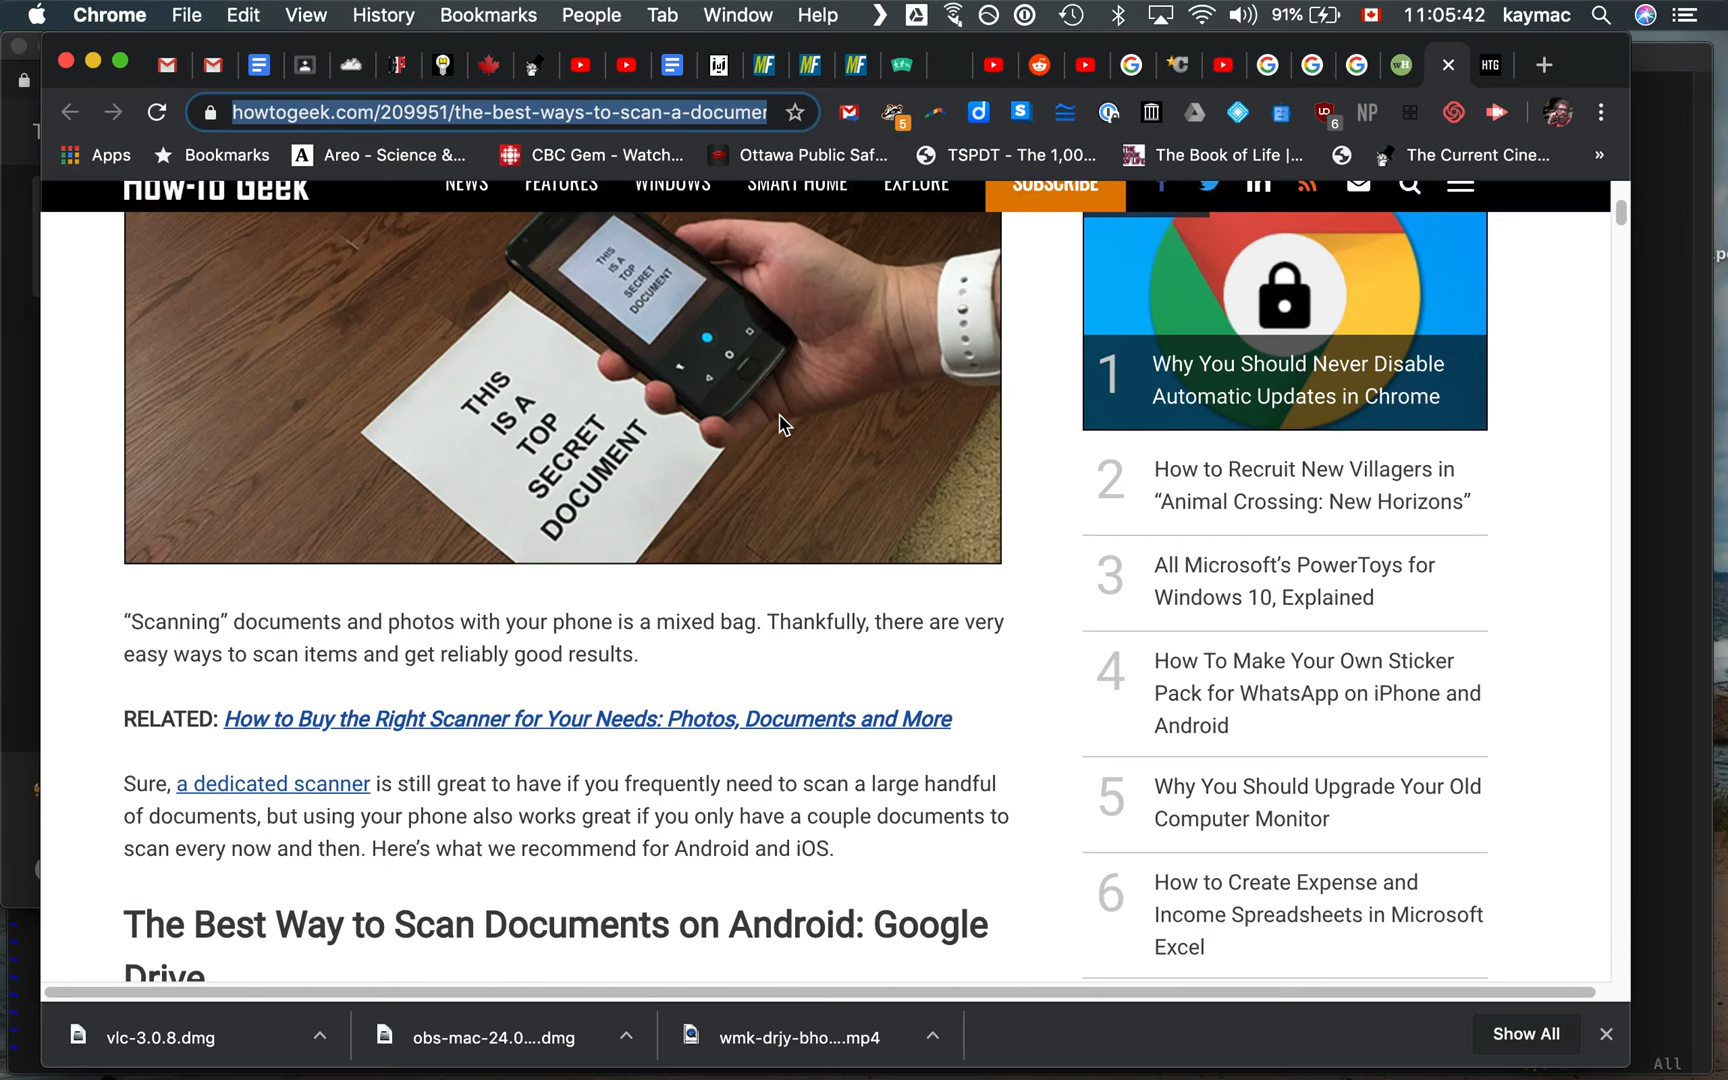 Chrome File Edit View History Bookmarks People Tab Window Help 91% 11:05:42 kaymac
HTG
howtogeek.com/209951/the-best-ways-to-scan-a-documen
5
6
NP
Apps Bookmarks A Areo - Science &... CBC Gem - Watch... Ottawa Public Saf... TSPDT - The 1,00... The Book of Life |... The Current Cine... »
How-To Geek NEWS FEATURES WINDOWS SMART HOME EXPLORE SUBSCRIBE
THIS
IS A
TOP
SECRET
DOCUMENT
THIS
IS A
TOP
SECRET
DOCUMENT
“Scanning” documents and photos with your phone is a mixed bag. Thankfully, there are very
easy ways to scan items and get reliably good results.
RELATED: How to Buy the Right Scanner for Your Needs: Photos, Documents and More
Sure, a dedicated scanner is still great to have if you frequently need to scan a large handful
of documents, but using your phone also works great if you only have a couple documents to
scan every now and then. Here’s what we recommend for Android and iOS.
The Best Way to Scan Documents on Android: Google
Drive
1 Why You Should Never Disable
Automatic Updates in Chrome
2 How to Recruit New Villagers in
“Animal Crossing: New Horizons”
3 All Microsoft’s PowerToys for
Windows 10, Explained
4 How To Make Your Own Sticker
Pack for WhatsApp on iPhone and
Android
5 Why You Should Upgrade Your Old
Computer Monitor
6 How to Create Expense and
Income Spreadsheets in Microsoft
Excel
vlc-3.0.8.dmg obs-mac-24.0....dmg wmk-drjy-bho....mp4 Show All
All